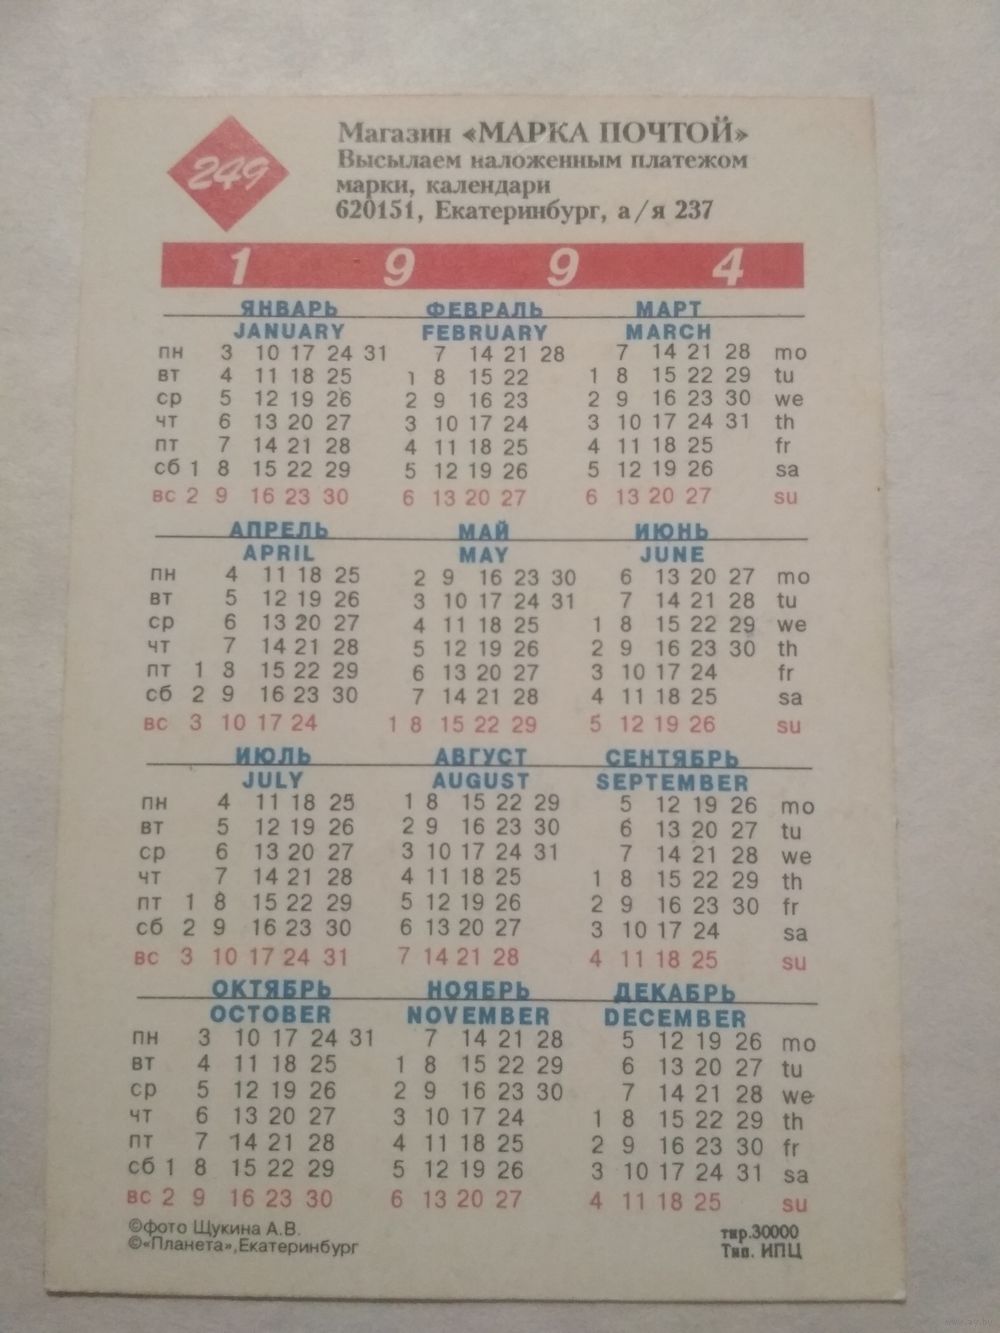 249
Магазин «МАРКА ПОЧТОЙ»
Высылаем наложенным платежом
марки, календари
620151, Екатеринбург, а/я 237
1 9 9 4
ЯНВАРЬ ФЕВРАЛЬ МАРТ
JANUARY FEBRUARY MARCH
пн 3 10 17 24 31 7 14 21 28 7 14 21 28 mo
вт 4 11 18 25 1 8 15 22 1 8 15 22 29 tu
ср 5 12 19 26 2 9 16 23 2 9 16 23 30 we
чт 6 13 20 27 3 10 17 24 3 10 17 24 31 th
пт 7 14 21 28 4 11 18 25 4 11 18 25 fr
сб 1 8 15 22 29 5 12 19 26 5 12 19 26 sa
вс 2 9 16 23 30 6 13 20 27 6 13 20 27 su
АПРЕЛЬ МАЙ ИЮНЬ
APRIL MAY JUNE
пн 4 11 18 25 2 9 16 23 30 6 13 20 27 mo
вт 5 12 19 26 3 10 17 24 31 7 14 21 28 tu
ср 6 13 20 27 4 11 18 25 1 8 15 22 29 we
чт 7 14 21 28 5 12 19 26 2 9 16 23 30 th
пт 1 8 15 22 29 6 13 20 27 3 10 17 24 fr
сб 2 9 16 23 30 7 14 21 28 4 11 18 25 sa
вс 3 10 17 24 1 8 15 22 29 5 12 19 26 su
ИЮЛЬ АВГУСТ СЕНТЯБРЬ
JULY AUGUST SEPTEMBER
пн 4 11 18 25 1 8 15 22 29 5 12 19 26 mo
вт 5 12 19 26 2 9 16 23 30 6 13 20 27 tu
ср 6 13 20 27 3 10 17 24 31 7 14 21 28 we
чт 7 14 21 28 4 11 18 25 1 8 15 22 29 th
пт 1 8 15 22 29 5 12 19 26 2 9 16 23 30 fr
сб 2 9 16 23 30 6 13 20 27 3 10 17 24 sa
вс 3 10 17 24 31 7 14 21 28 4 11 18 25 su
ОКТЯБРЬ НОЯБРЬ ДЕКАБРЬ
OCTOBER NOVEMBER DECEMBER
пн 3 10 17 24 31 7 14 21 28 5 12 19 26 mo
вт 4 11 18 25 1 8 15 22 29 6 13 20 27 tu
ср 5 12 19 26 2 9 16 23 30 7 14 21 28 we
чт 6 13 20 27 3 10 17 24 1 8 15 22 29 th
пт 7 14 21 28 4 11 18 25 2 9 16 23 30 fr
сб 1 8 15 22 29 5 12 19 26 3 10 17 24 31 sa
вс 2 9 16 23 30 6 13 20 27 4 11 18 25 su
©фото Щукина А.В. тир.30000
©«Планета»,Екатеринбург Тип. ИПЦ